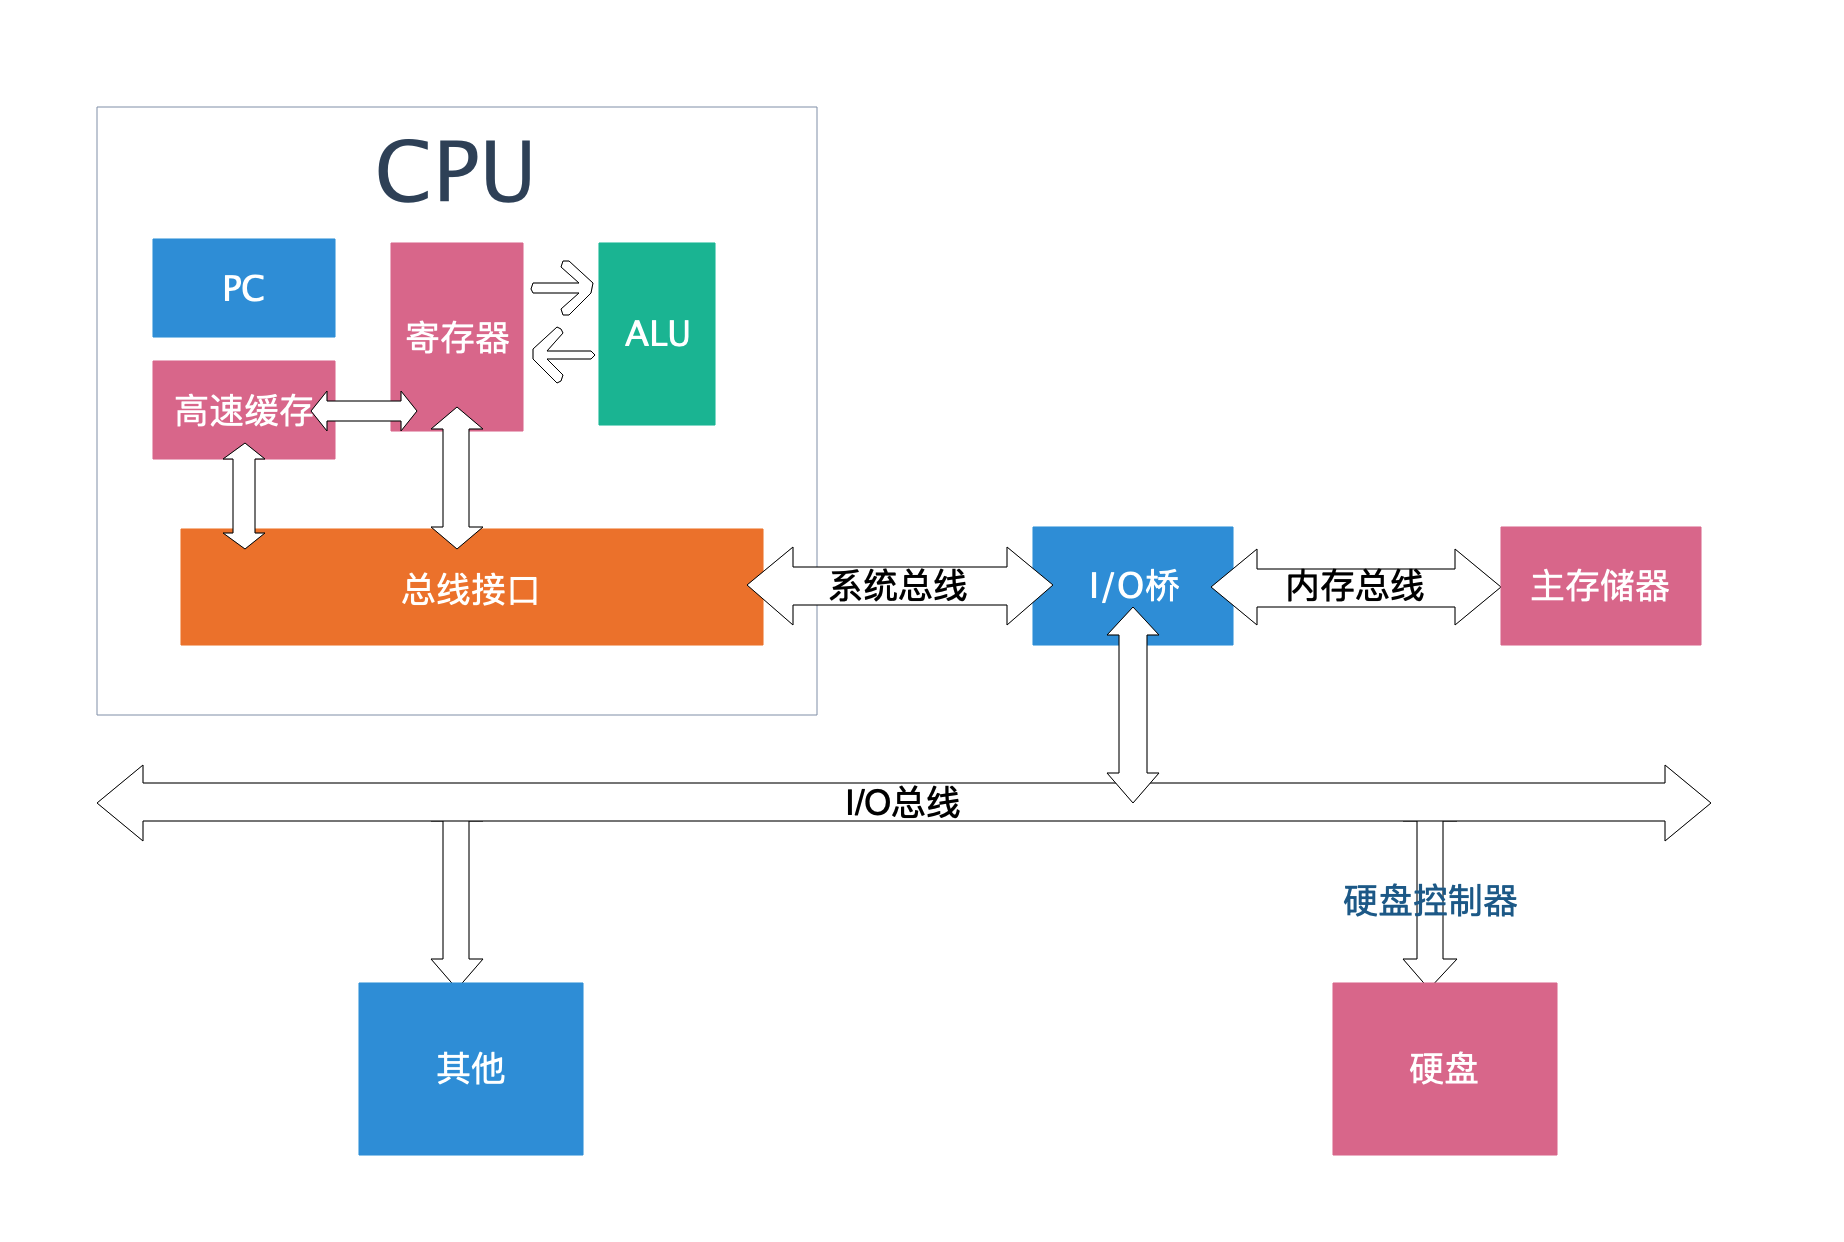 CPU
PC
寄存器
ALU
高速缓存
总线接口
系统总线
I/O桥
内存总线
主存储器
I/O总线
硬盘控制器
其他
硬盘